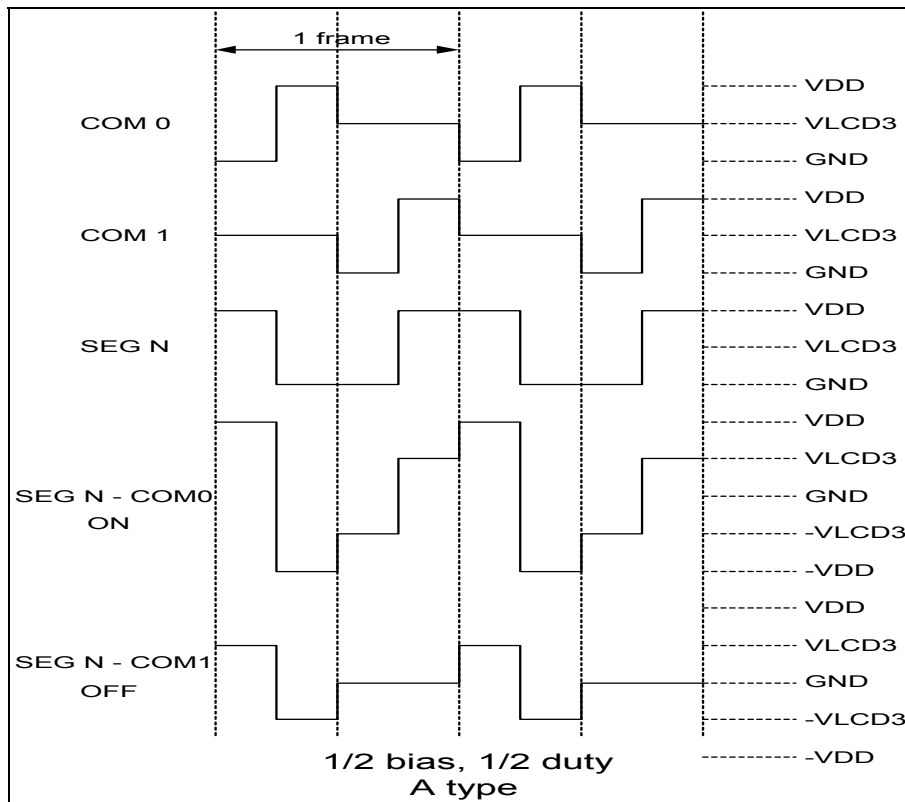 1 frame
COM 0
VDD
VLCD3
GND
COM 1
VDD
VLCD3
GND
SEG N
VDD
VLCD3
GND
SEG N - COM0
ON
VDD
VLCD3
GND
-VLCD3
-VDD
SEG N - COM1
OFF
VDD
VLCD3
GND
-VLCD3
-VDD
1/2 bias, 1/2 duty
A type